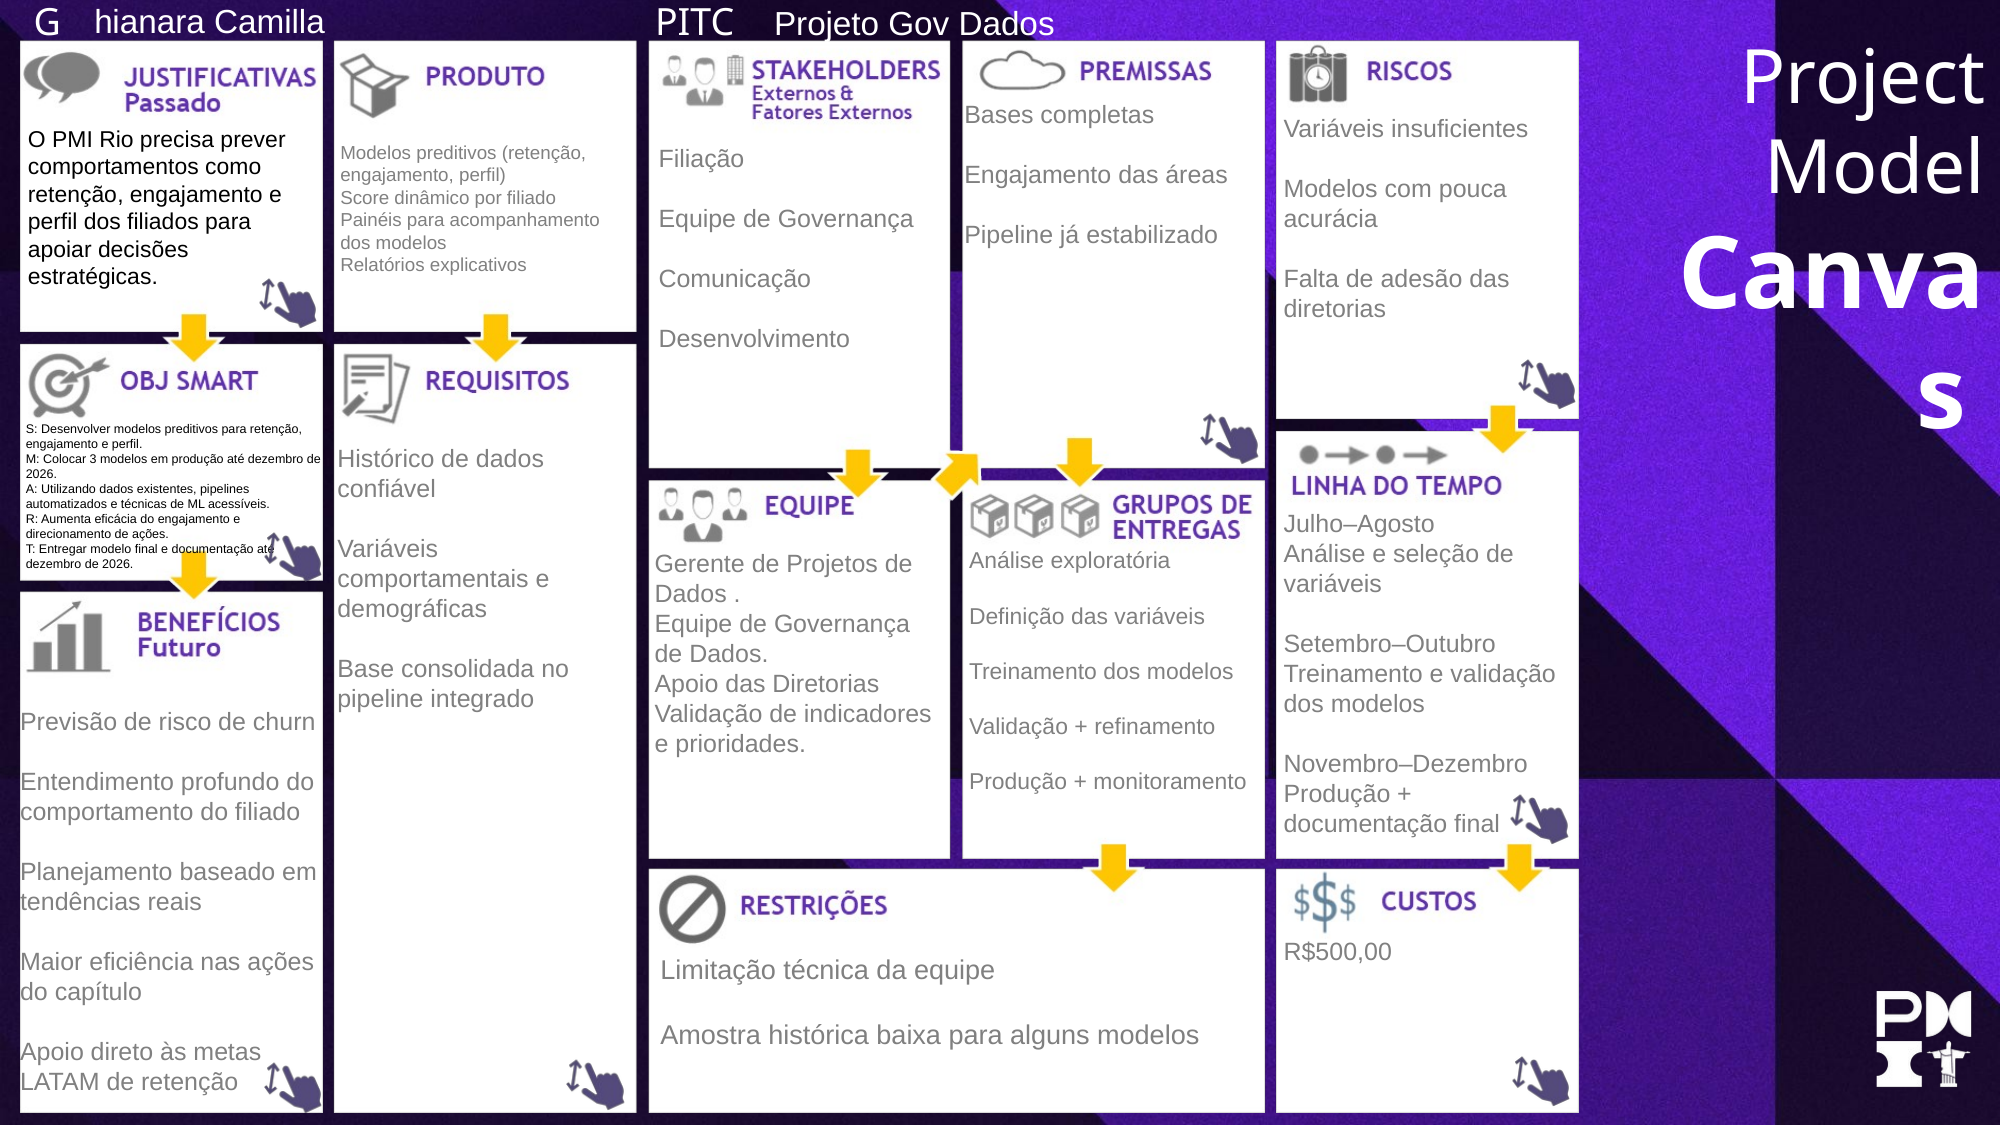 G hianara Camilla
PITC Projeto Gov Dados
Project
Model
Canva
s
JUSTIFICATIVAS
Passado
O PMI Rio precisa prever
comportamentos como
retenção, engajamento e
perfil dos filiados para
apoiar decisões
estratégicas.
OBJ SMART
S: Desenvolver modelos preditivos para retenção,
engajamento e perfil.
M: Colocar 3 modelos em produção até dezembro de
2026.
A: Utilizando dados existentes, pipelines
automatizados e técnicas de ML acessíveis.
R: Aumenta eficácia do engajamento e
direcionamento de ações.
T: Entregar modelo final e documentação até
dezembro de 2026.
BENEFÍCIOS
Futuro
Previsão de risco de churn
Entendimento profundo do
comportamento do filiado
Planejamento baseado em
tendências reais
Maior eficiência nas ações
do capítulo
Apoio direto às metas
LATAM de retenção
PRODUTO
Modelos preditivos (retenção,
engajamento, perfil)
Score dinâmico por filiado
Painéis para acompanhamento
dos modelos
Relatórios explicativos
REQUISITOS
Histórico de dados
confiável
Variáveis
comportamentais e
demográficas
Base consolidada no
pipeline integrado
STAKEHOLDERS
Externos &
Fatores Externos
Filiação
Equipe de Governança
Comunicação
Desenvolvimento
EQUIPE
Gerente de Projetos de
Dados .
Equipe de Governança
de Dados.
Apoio das Diretorias
Validação de indicadores
e prioridades.
PREMISSAS
Bases completas
Engajamento das áreas
Pipeline já estabilizado
GRUPOS DE
ENTREGAS
Análise exploratória
Definição das variáveis
Treinamento dos modelos
Validação + refinamento
Produção + monitoramento
RESTRIÇÕES
Limitação técnica da equipe
Amostra histórica baixa para alguns modelos
RISCOS
Variáveis insuficientes
Modelos com pouca
acurácia
Falta de adesão das
diretorias
LINHA DO TEMPO
Julho–Agosto
Análise e seleção de
variáveis
Setembro–Outubro
Treinamento e validação
dos modelos
Novembro–Dezembro
Produção +
documentação final
$$$ CUSTOS
R$500,00
PM
I